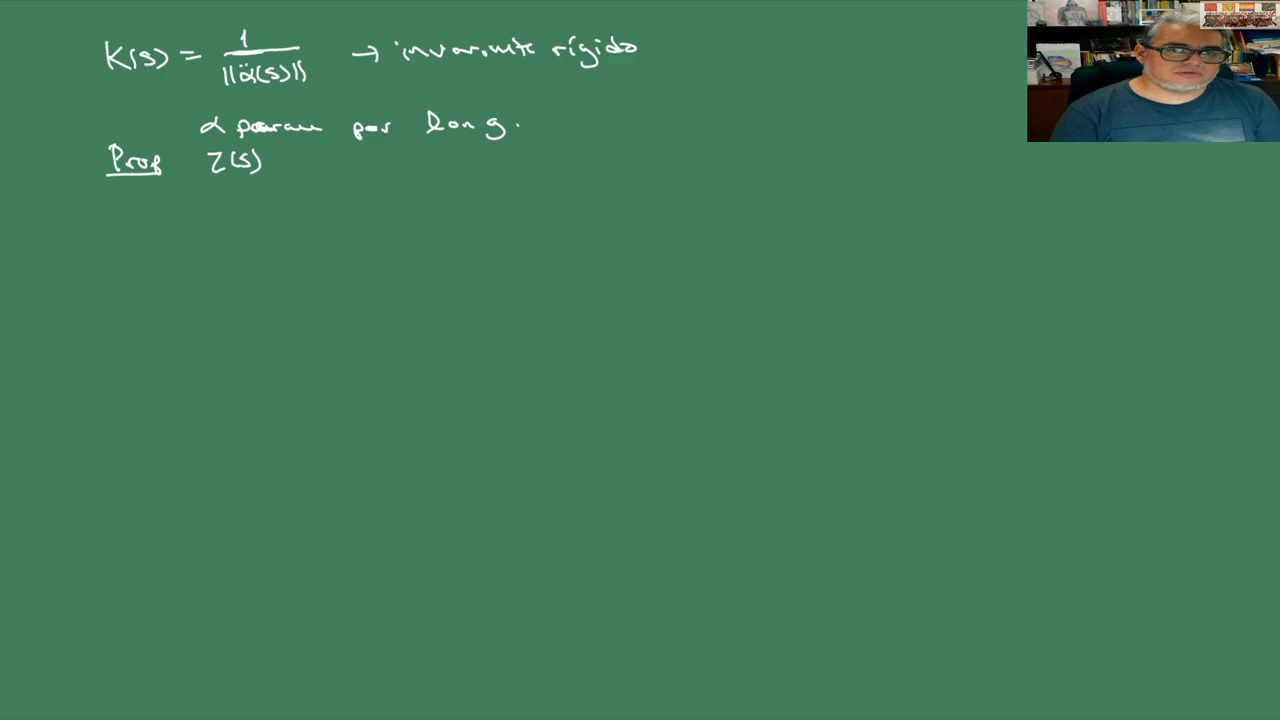 K(s) = 1 / ||α̈(s)|| → invariante rígido
α param por long.
Prop τ(s)